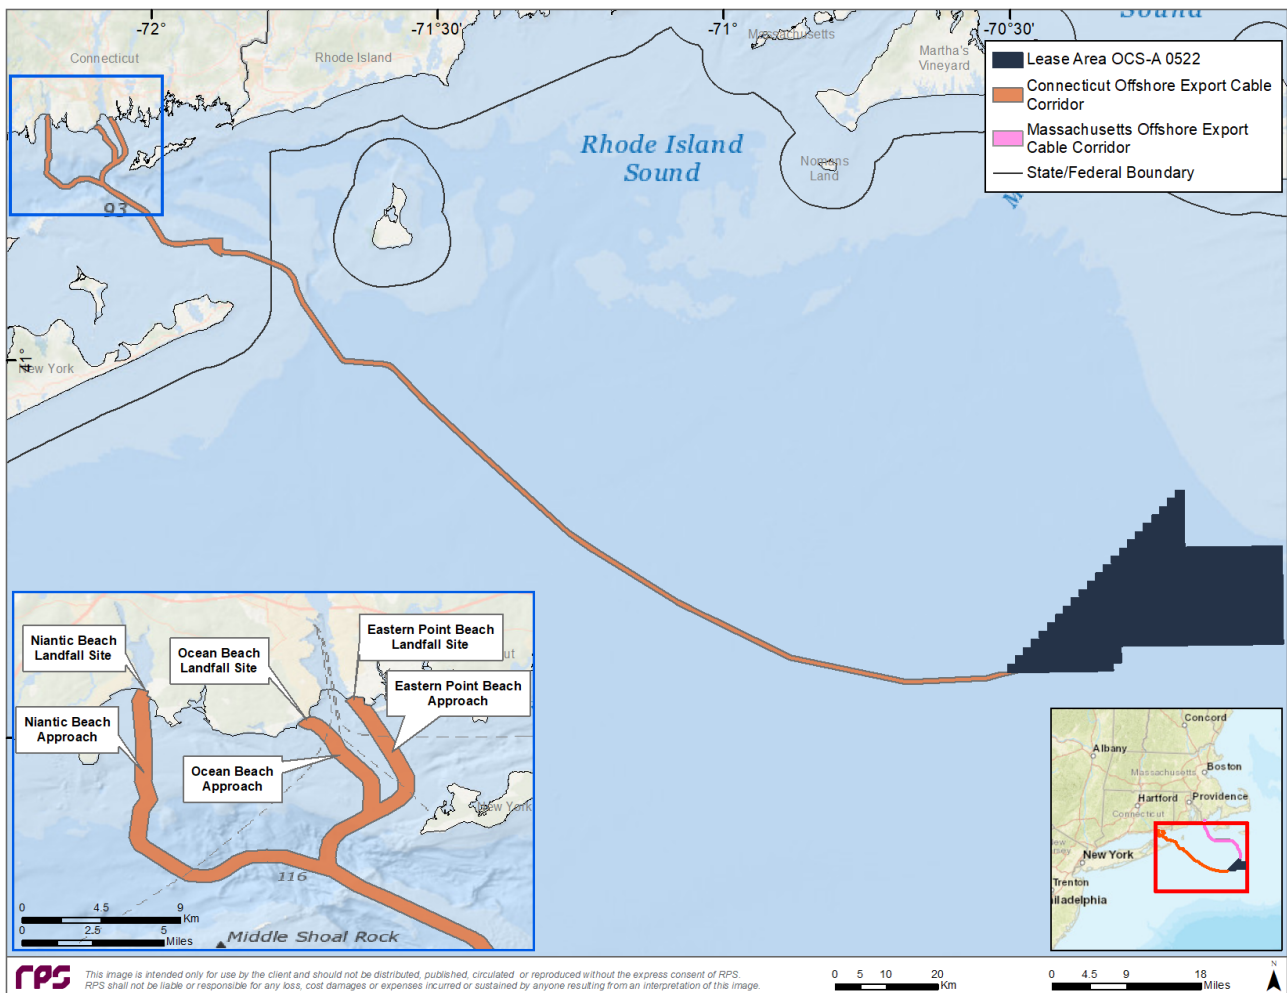 Sound
-72°
-71°30'
-71°
-70°30'
Connecticut
Rhode Island
Massachusetts
Martha's
Vineyard
Lease Area OCS-A 0522
Connecticut Offshore Export Cable
Corridor
Massachusetts Offshore Export
Cable Corridor
State/Federal Boundary
Rhode Island
Sound
Nomans
Land
M
93
41°
New York
Niantic Beach
Landfall Site
Ocean Beach
Landfall Site
Eastern Point Beach
Landfall Site
ut
Eastern Point Beach
Approach
Niantic Beach
Approach
Ocean Beach
Approach
New York
116
0 4.5 9
Km
0 2.5 5
Miles
Middle Shoal Rock
Concord
Albany
Boston
Massachusetts
Hartford
Providence
Connecticut
New
ersey
New York
Trenton
iladelphia
rps
This image is intended only for use by the client and should not be distributed, published, circulated or reproduced without the express consent of RPS.
RPS shall not be liable or responsible for any loss, cost damages or expenses incurred or sustained by anyone resulting from an interpretation of this image.
0 5 10 20
Km
0 4.5 9 18
Miles
N